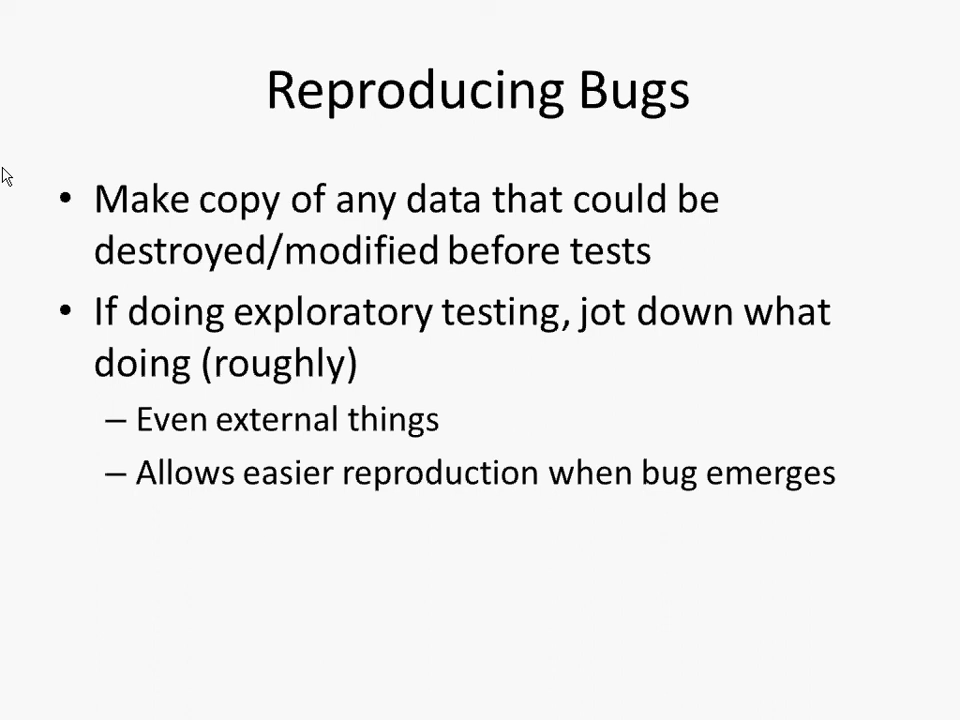 Reproducing Bugs
• Make copy of any data that could be
destroyed/modified before tests
• If doing exploratory testing, jot down what
doing (roughly)
– Even external things
– Allows easier reproduction when bug emerges